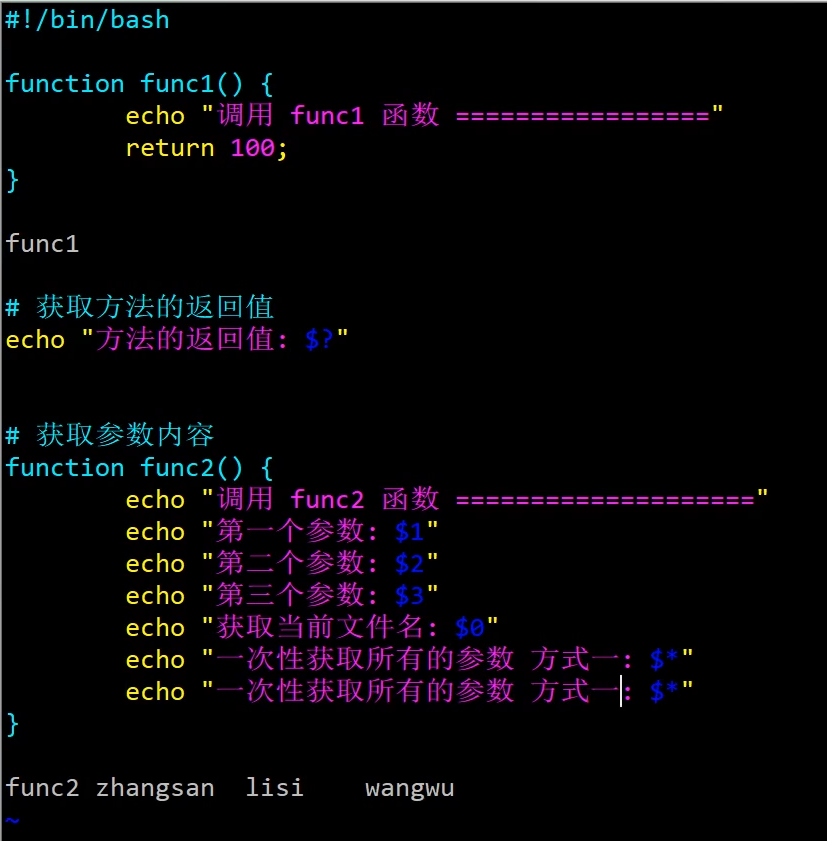 #!/bin/bash
function func1() {
        echo "调用 func1 函数 ================="
        return 100;
}
func1
# 获取方法的返回值
echo "方法的返回值: $?"
# 获取参数内容
function func2() {
        echo "调用 func2 函数 ===================="
        echo "第一个参数: $1"
        echo "第二个参数: $2"
        echo "第三个参数: $3"
        echo "获取当前文件名: $0"
        echo "一次性获取所有的参数 方式一: $*"
        echo "一次性获取所有的参数 方式一: $*"
}
func2 zhangsan  lisi    wangwu
~